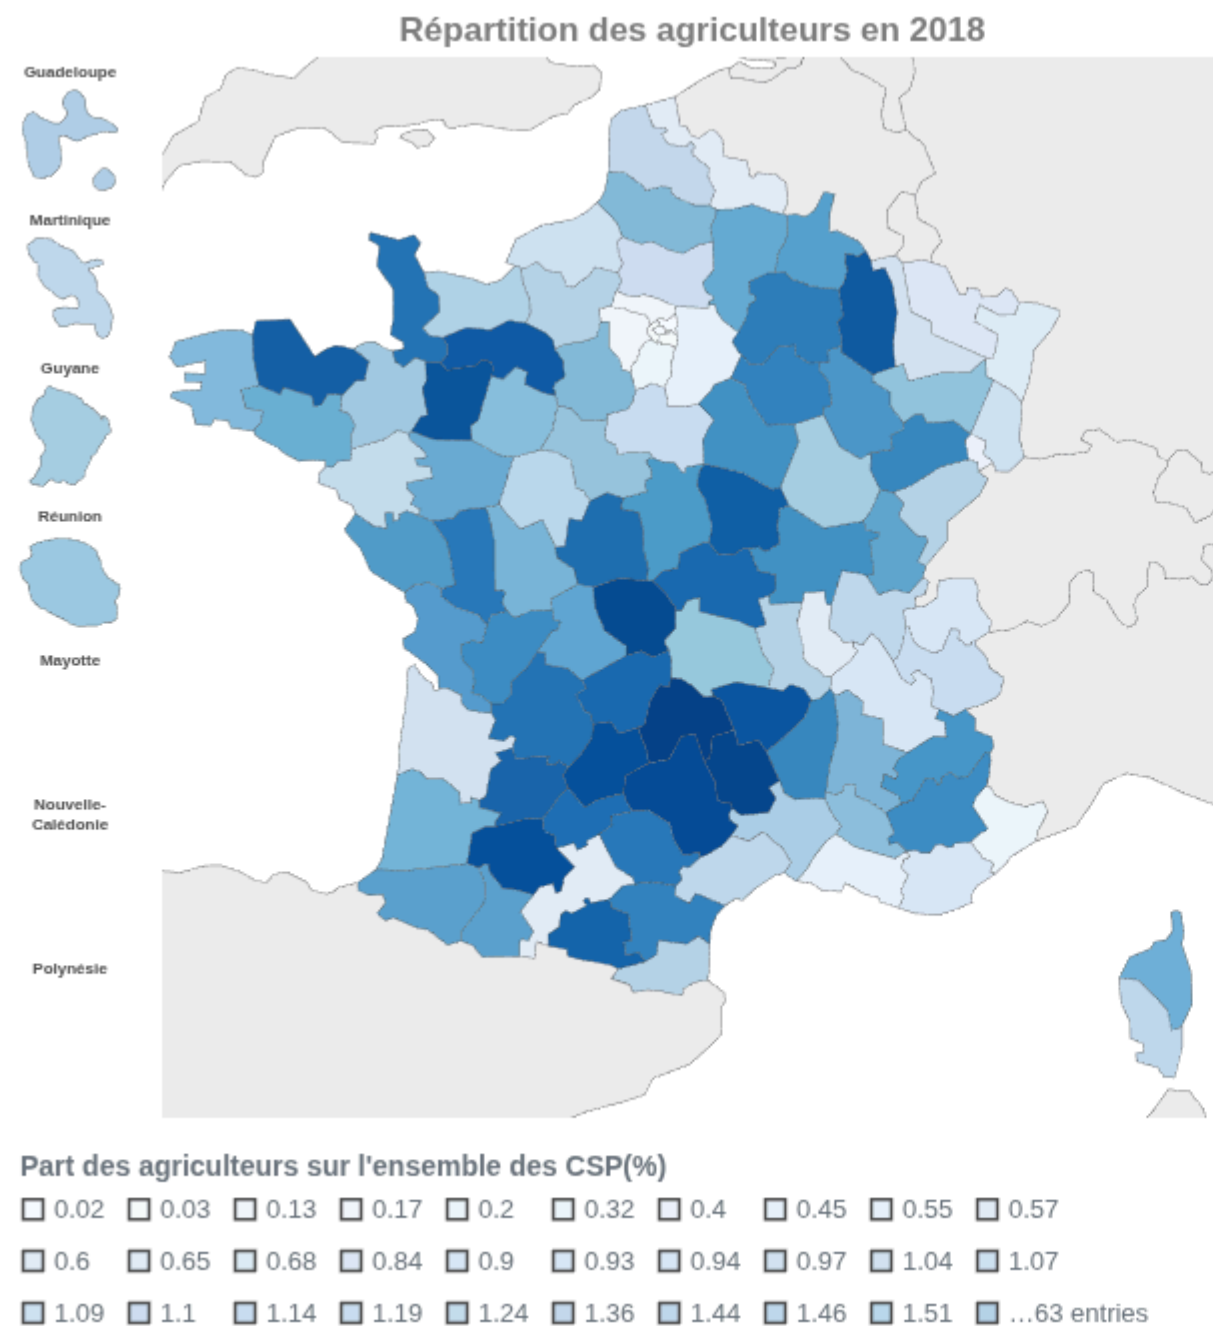 Répartition des agriculteurs en 2018
Guadeloupe
Martinique
Guyane
Réunion
Mayotte
Nouvelle-
Calédonie
Polynésie
Part des agriculteurs sur l'ensemble des CSP(%)
0.02 0.03 0.13 0.17 0.2 0.32 0.4 0.45 0.55 0.57
0.6 0.65 0.68 0.84 0.9 0.93 0.94 0.97 1.04 1.07
1.09 1.1 1.14 1.19 1.24 1.36 1.44 1.46 1.51 ...63 entries